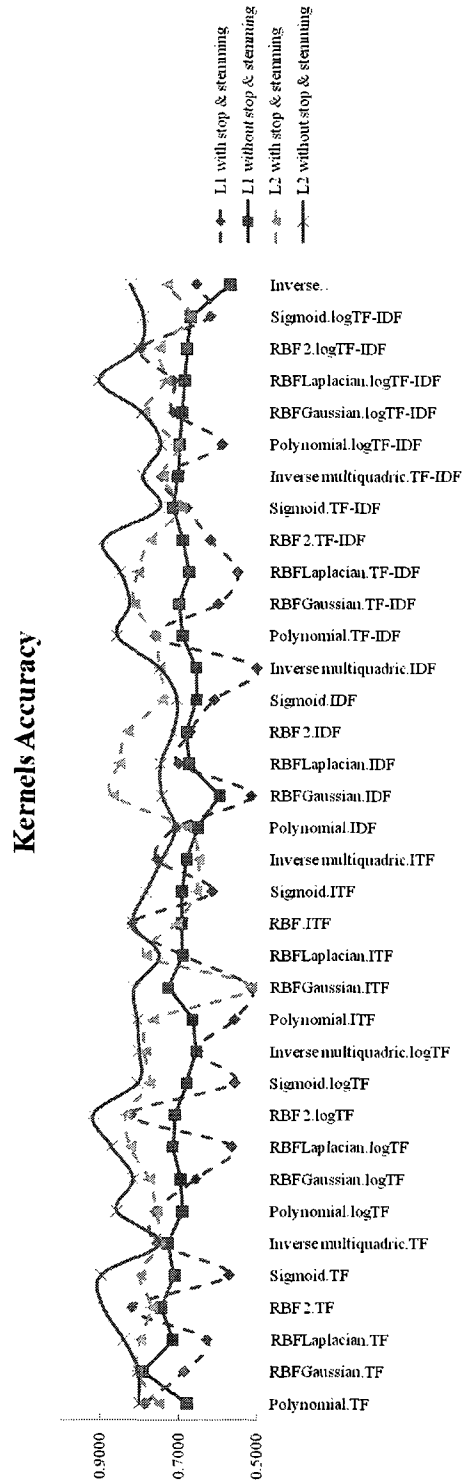 Kernels Accuracy
0.9000
0.7000
0.5000
Polynomial.TF
RBFGaussian.TF
RBFLaplacian.TF
RBF2.TF
Sigmoid.TF
Inverse multiquadric.TF
Polynomial.logTF
RBFGaussian.logTF
RBFLaplacian.logTF
RBF2.logTF
Sigmoid.logTF
Inverse multiquadric.logTF
Polynomial.ITF
RBFGaussian.ITF
RBFLaplacian.ITF
RBF.ITF
Sigmoid.ITF
Inverse multiquadric.ITF
Polynomial.IDF
RBFGaussian.IDF
RBFLaplacian.IDF
RBF2.IDF
Sigmoid.IDF
Inverse multiquadric.IDF
Polynomial.TF-IDF
RBFGaussian.TF-IDF
RBFLaplacian.TF-IDF
RBF2.TF-IDF
Sigmoid.TF-IDF
Inverse multiquadric.TF-IDF
Polynomial.logTF-IDF
RBFGaussian.logTF-IDF
RBFLaplacian.logTF-IDF
RBF2.logTF-IDF
Sigmoid.logTF-IDF
Inverse..
L1 with stop & stemming
L1 without stop & stemming
L2 with stop & stemming
L2 without stop & stemming